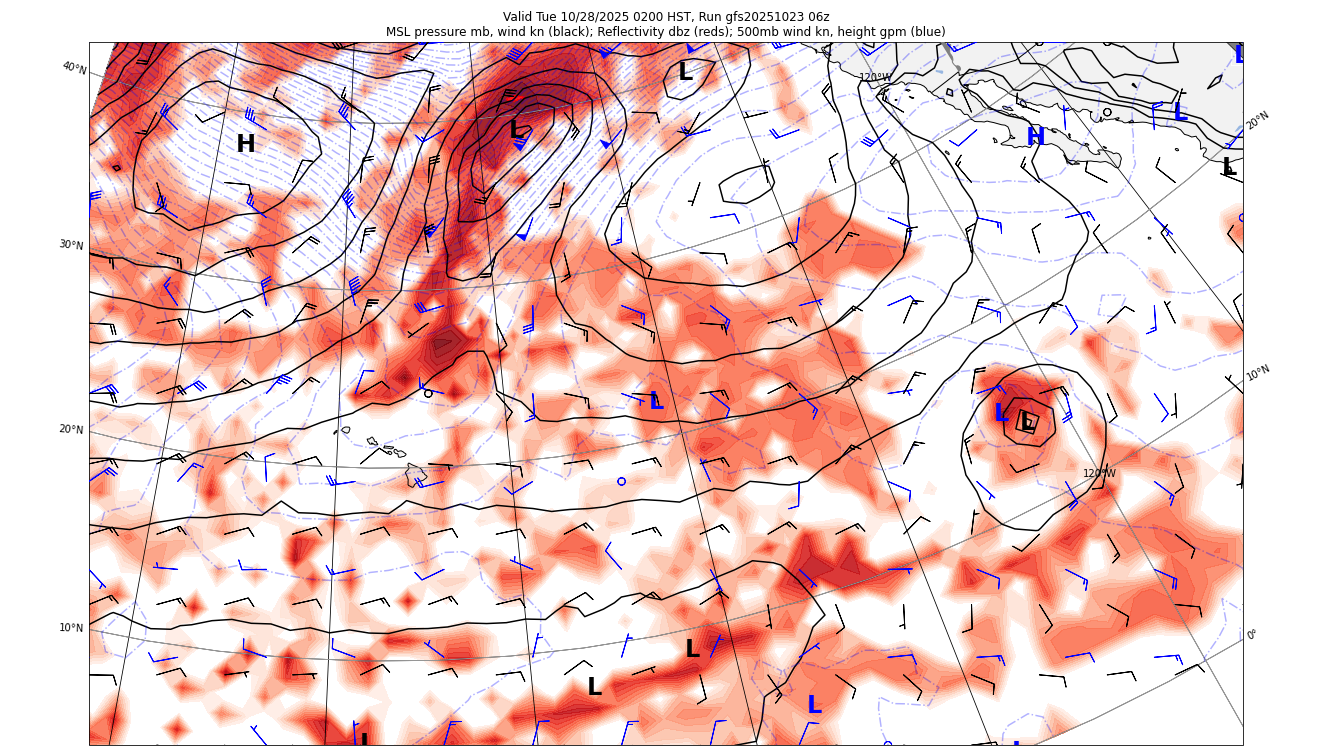 Valid Tue 10/28/2025 0200 HST, Run gfs20251023 06z
MSL pressure mb, wind kn (black); Reflectivity dbz (reds); 500mb wind kn, height gpm (blue)
L
40°N
L
120°W
L
20°N
L
H
H
L
30°N
10°N
L
L
L
20°N
120°W
10°N
0°
L
L
L
L
L